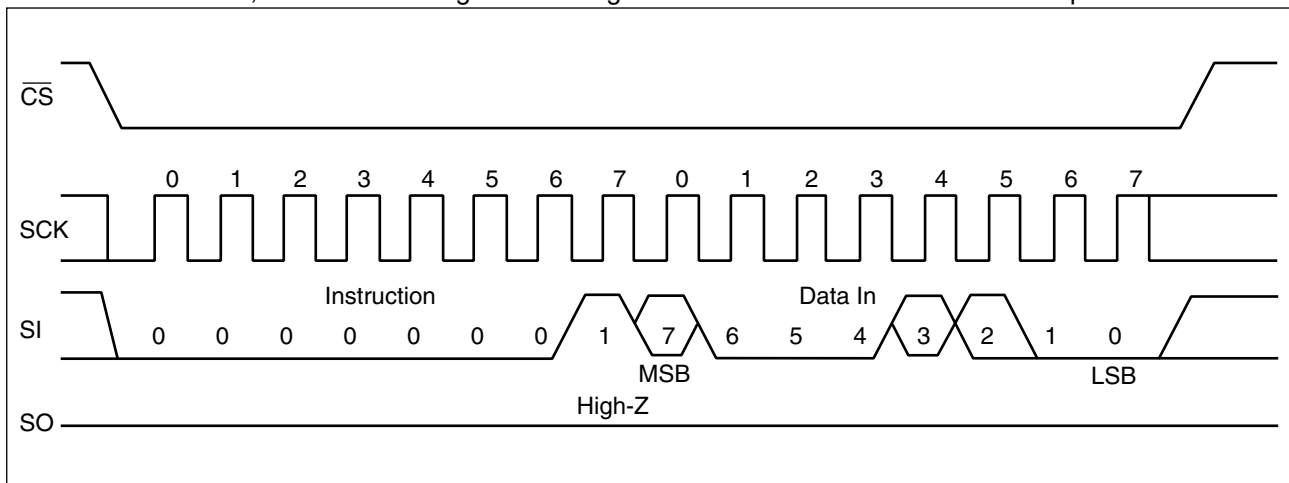 CS
0 1 2 3 4 5 6 7 0 1 2 3 4 5 6 7
SCK
Instruction Data In
SI 0 0 0 0 0 0 0 1 7 6 5 4 3 2 1 0
MSB LSB
High-Z
SO